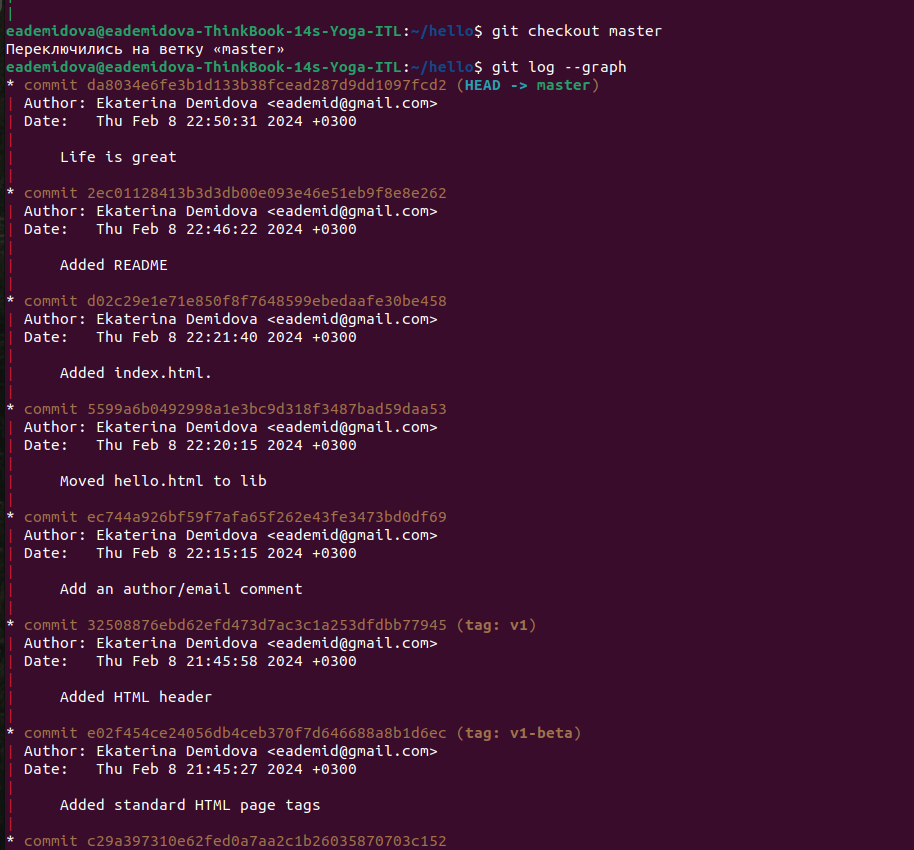 eademidova@eademidova-ThinkBook-14s-Yoga-ITL:~/hello$ git checkout master
Переключились на ветку «master»
eademidova@eademidova-ThinkBook-14s-Yoga-ITL:~/hello$ git log --graph
* commit da8034e6fe3b1d133b38fcead287d9dd1097fcd2 (HEAD -> master)
| Author: Ekaterina Demidova <eademid@gmail.com>
| Date:   Thu Feb 8 22:50:31 2024 +0300
|
|     Life is great
|
* commit 2ec01128413b3d3db00e093e46e51eb9f8e8e262
| Author: Ekaterina Demidova <eademid@gmail.com>
| Date:   Thu Feb 8 22:46:22 2024 +0300
|
|     Added README
|
* commit d02c29e1e71e850f8f7648599ebedaafe30be458
| Author: Ekaterina Demidova <eademid@gmail.com>
| Date:   Thu Feb 8 22:21:40 2024 +0300
|
|     Added index.html.
|
* commit 5599a6b0492998a1e3bc9d318f3487bad59daa53
| Author: Ekaterina Demidova <eademid@gmail.com>
| Date:   Thu Feb 8 22:20:15 2024 +0300
|
|     Moved hello.html to lib
|
* commit ec744a926bf59f7afa65f262e43fe3473bd0df69
| Author: Ekaterina Demidova <eademid@gmail.com>
| Date:   Thu Feb 8 22:15:15 2024 +0300
|
|     Add an author/email comment
|
* commit 32508876ebd62efd473d7ac3c1a253dfdbb77945 (tag: v1)
| Author: Ekaterina Demidova <eademid@gmail.com>
| Date:   Thu Feb 8 21:45:58 2024 +0300
|
|     Added HTML header
|
* commit e02f454ce24056db4ceb370f7d646688a8b1d6ec (tag: v1-beta)
| Author: Ekaterina Demidova <eademid@gmail.com>
| Date:   Thu Feb 8 21:45:27 2024 +0300
|
|     Added standard HTML page tags
|
* commit c29a397310e62fed0a7aa2c1b26035870703c152